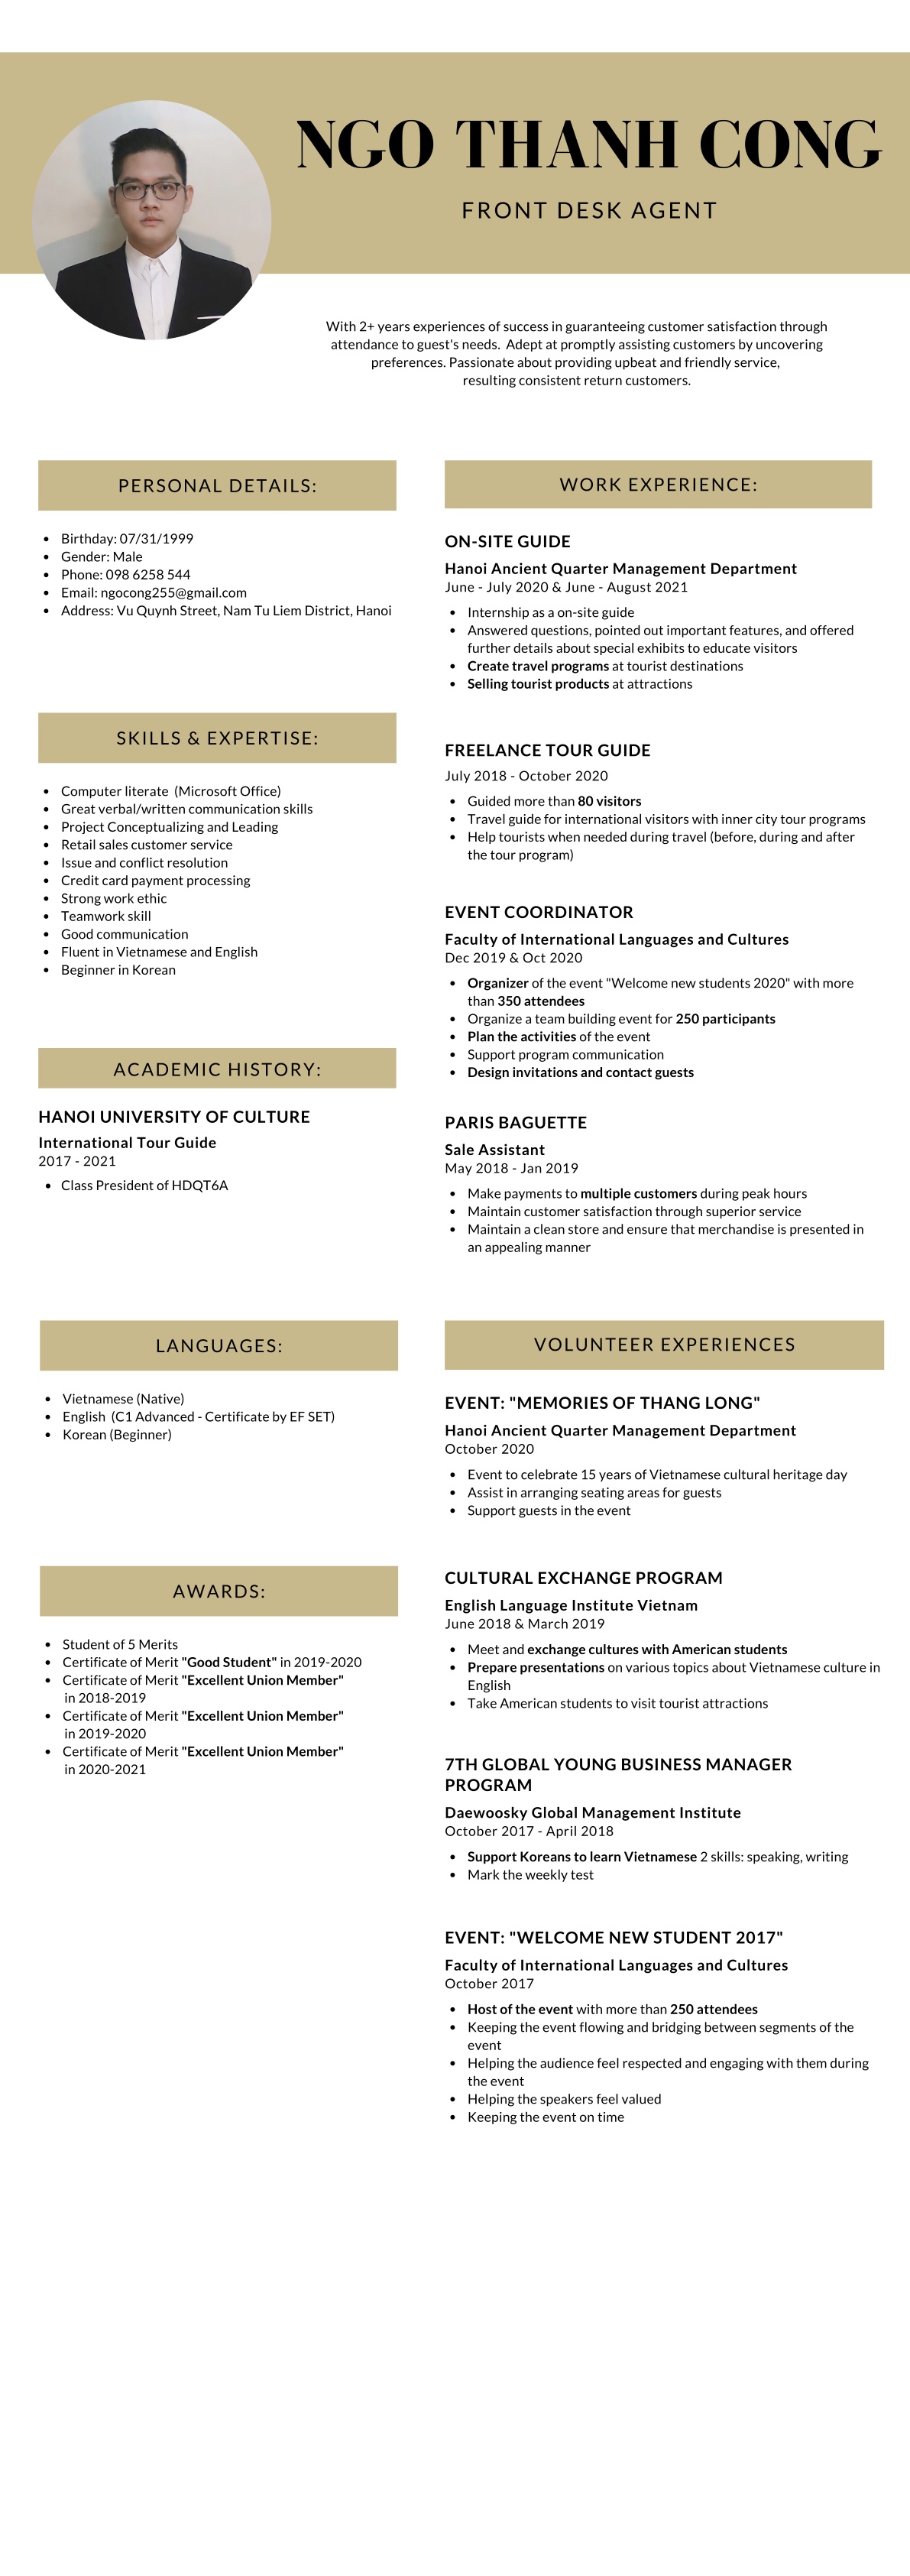 NGO THANH CONG
FRONT DESK AGENT
With 2+ years experiences of success in guaranteeing customer satisfaction through
attendance to guest's needs. Adept at promptly assisting customers by uncovering
preferences. Passionate about providing upbeat and friendly service,
resulting consistent return customers.
PERSONAL DETAILS:
• Birthday: 07/31/1999
• Gender: Male
• Phone: 098 6258 544
• Email: ngocong255@gmail.com
• Address: Vu Quynh Street, Nam Tu Liem District, Hanoi
SKILLS & EXPERTISE:
• Computer literate (Microsoft Office)
• Great verbal/written communication skills
• Project Conceptualizing and Leading
• Retail sales customer service
• Issue and conflict resolution
• Credit card payment processing
• Strong work ethic
• Teamwork skill
• Good communication
• Fluent in Vietnamese and English
• Beginner in Korean
ACADEMIC HISTORY:
HANOI UNIVERSITY OF CULTURE
International Tour Guide
2017 - 2021
• Class President of HDQT6A
WORK EXPERIENCE:
ON-SITE GUIDE
Hanoi Ancient Quarter Management Department
June - July 2020 & June - August 2021
• Internship as a on-site guide
• Answered questions, pointed out important features, and offered
further details about special exhibits to educate visitors
• Create travel programs at tourist destinations
• Selling tourist products at attractions
FREELANCE TOUR GUIDE
July 2018 - October 2020
• Guided more than 80 visitors
• Travel guide for international visitors with inner city tour programs
• Help tourists when needed during travel (before, during and after
the tour program)
EVENT COORDINATOR
Faculty of International Languages and Cultures
Dec 2019 & Oct 2020
• Organizer of the event "Welcome new students 2020" with more
than 350 attendees
• Organize a team building event for 250 participants
• Plan the activities of the event
• Support program communication
• Design invitations and contact guests
PARIS BAGUETTE
Sale Assistant
May 2018 - Jan 2019
• Make payments to multiple customers during peak hours
• Maintain customer satisfaction through superior service
• Maintain a clean store and ensure that merchandise is presented in
an appealing manner
LANGUAGES:
• Vietnamese (Native)
• English (C1 Advanced - Certificate by EF SET)
• Korean (Beginner)
AWARDS:
• Student of 5 Merits
• Certificate of Merit "Good Student" in 2019-2020
• Certificate of Merit "Excellent Union Member"
in 2018-2019
• Certificate of Merit "Excellent Union Member"
in 2019-2020
• Certificate of Merit "Excellent Union Member"
in 2020-2021
VOLUNTEER EXPERIENCES
EVENT: "MEMORIES OF THANG LONG"
Hanoi Ancient Quarter Management Department
October 2020
• Event to celebrate 15 years of Vietnamese cultural heritage day
• Assist in arranging seating areas for guests
• Support guests in the event
CULTURAL EXCHANGE PROGRAM
English Language Institute Vietnam
June 2018 & March 2019
• Meet and exchange cultures with American students
• Prepare presentations on various topics about Vietnamese culture in
English
• Take American students to visit tourist attractions
7TH GLOBAL YOUNG BUSINESS MANAGER
PROGRAM
Daewoosky Global Management Institute
October 2017 - April 2018
• Support Koreans to learn Vietnamese 2 skills: speaking, writing
• Mark the weekly test
EVENT: "WELCOME NEW STUDENT 2017"
Faculty of International Languages and Cultures
October 2017
• Host of the event with more than 250 attendees
• Keeping the event flowing and bridging between segments of the
event
• Helping the audience feel respected and engaging with them during
the event
• Helping the speakers feel valued
• Keeping the event on time